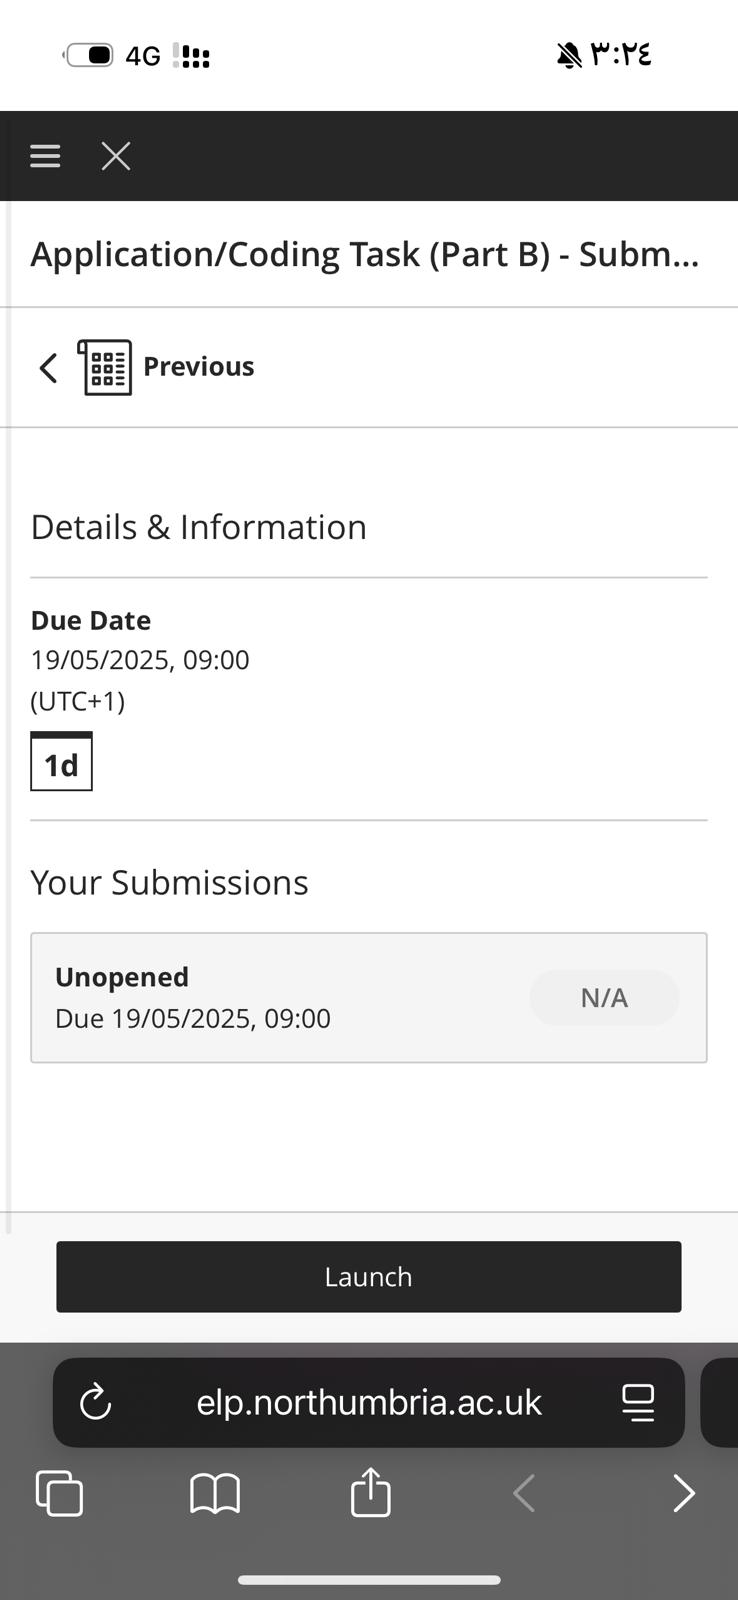 4G
٣:٢٤
Application/Coding Task (Part B) - Subm...
Previous
Details & Information
Due Date
19/05/2025, 09:00
(UTC+1)
1d
Your Submissions
Unopened
Due 19/05/2025, 09:00
N/A
Launch
elp.northumbria.ac.uk